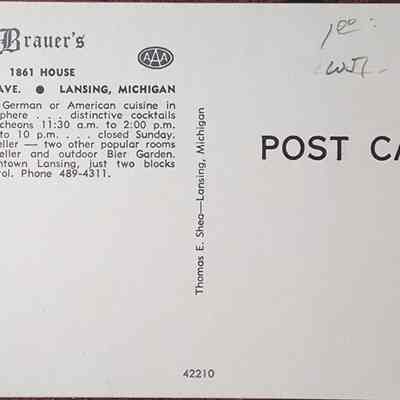 Brauer's
1861 HOUSE
AAA
AVE. ● LANSING, MICHIGAN
German or American cuisine in
phere . . . distinctive cocktails
cheons 11:30 a.m. to 2:00 p.m.
to 10 p.m. . . . closed Sunday.
eller — two other popular rooms
eller and outdoor Bier Garden.
ntown Lansing, just two blocks
tol. Phone 489-4311.
Thomas E. Shea—Lansing, Michigan
POST CA
42210